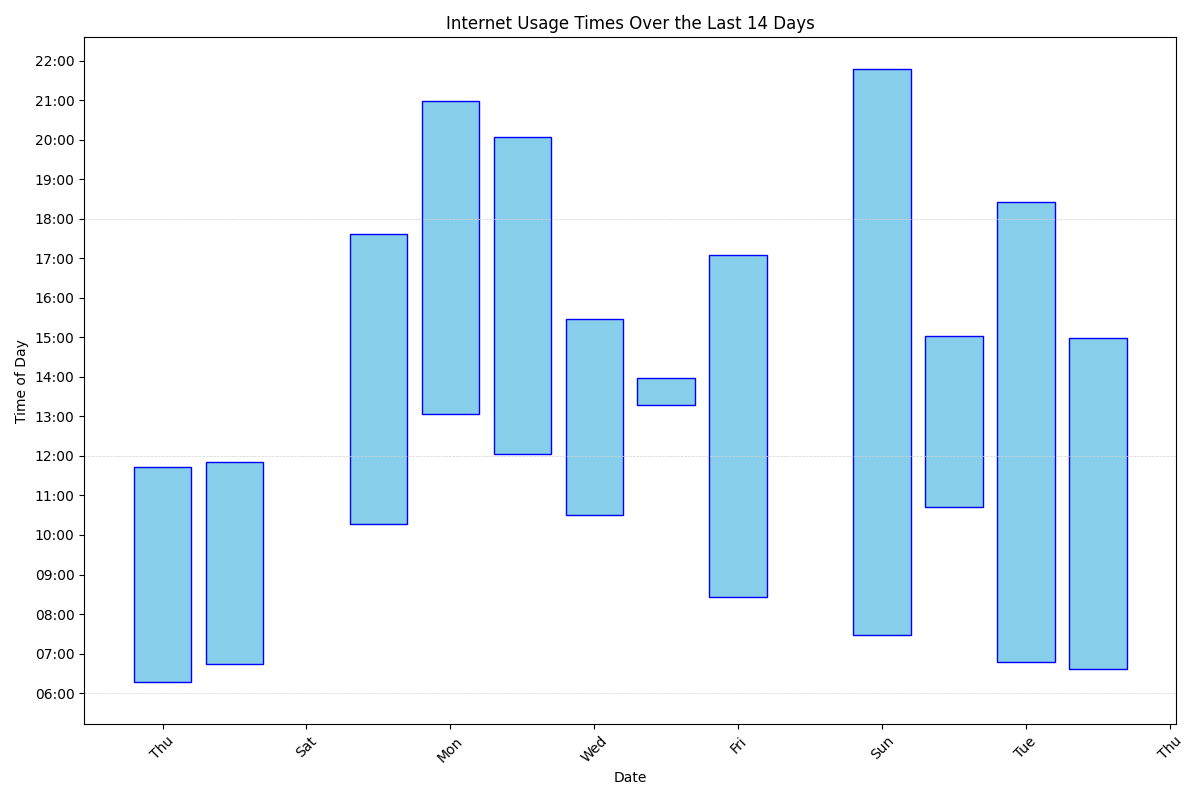 Internet Usage Times Over the Last 14 Days
22:00
21:00
20:00
19:00
18:00
17:00
16:00
15:00
14:00
13:00
12:00
11:00
10:00
09:00
08:00
07:00
06:00
Time of Day
Thu
Sat
Mon
Wed
Fri
Sun
Tue
Thu
Date